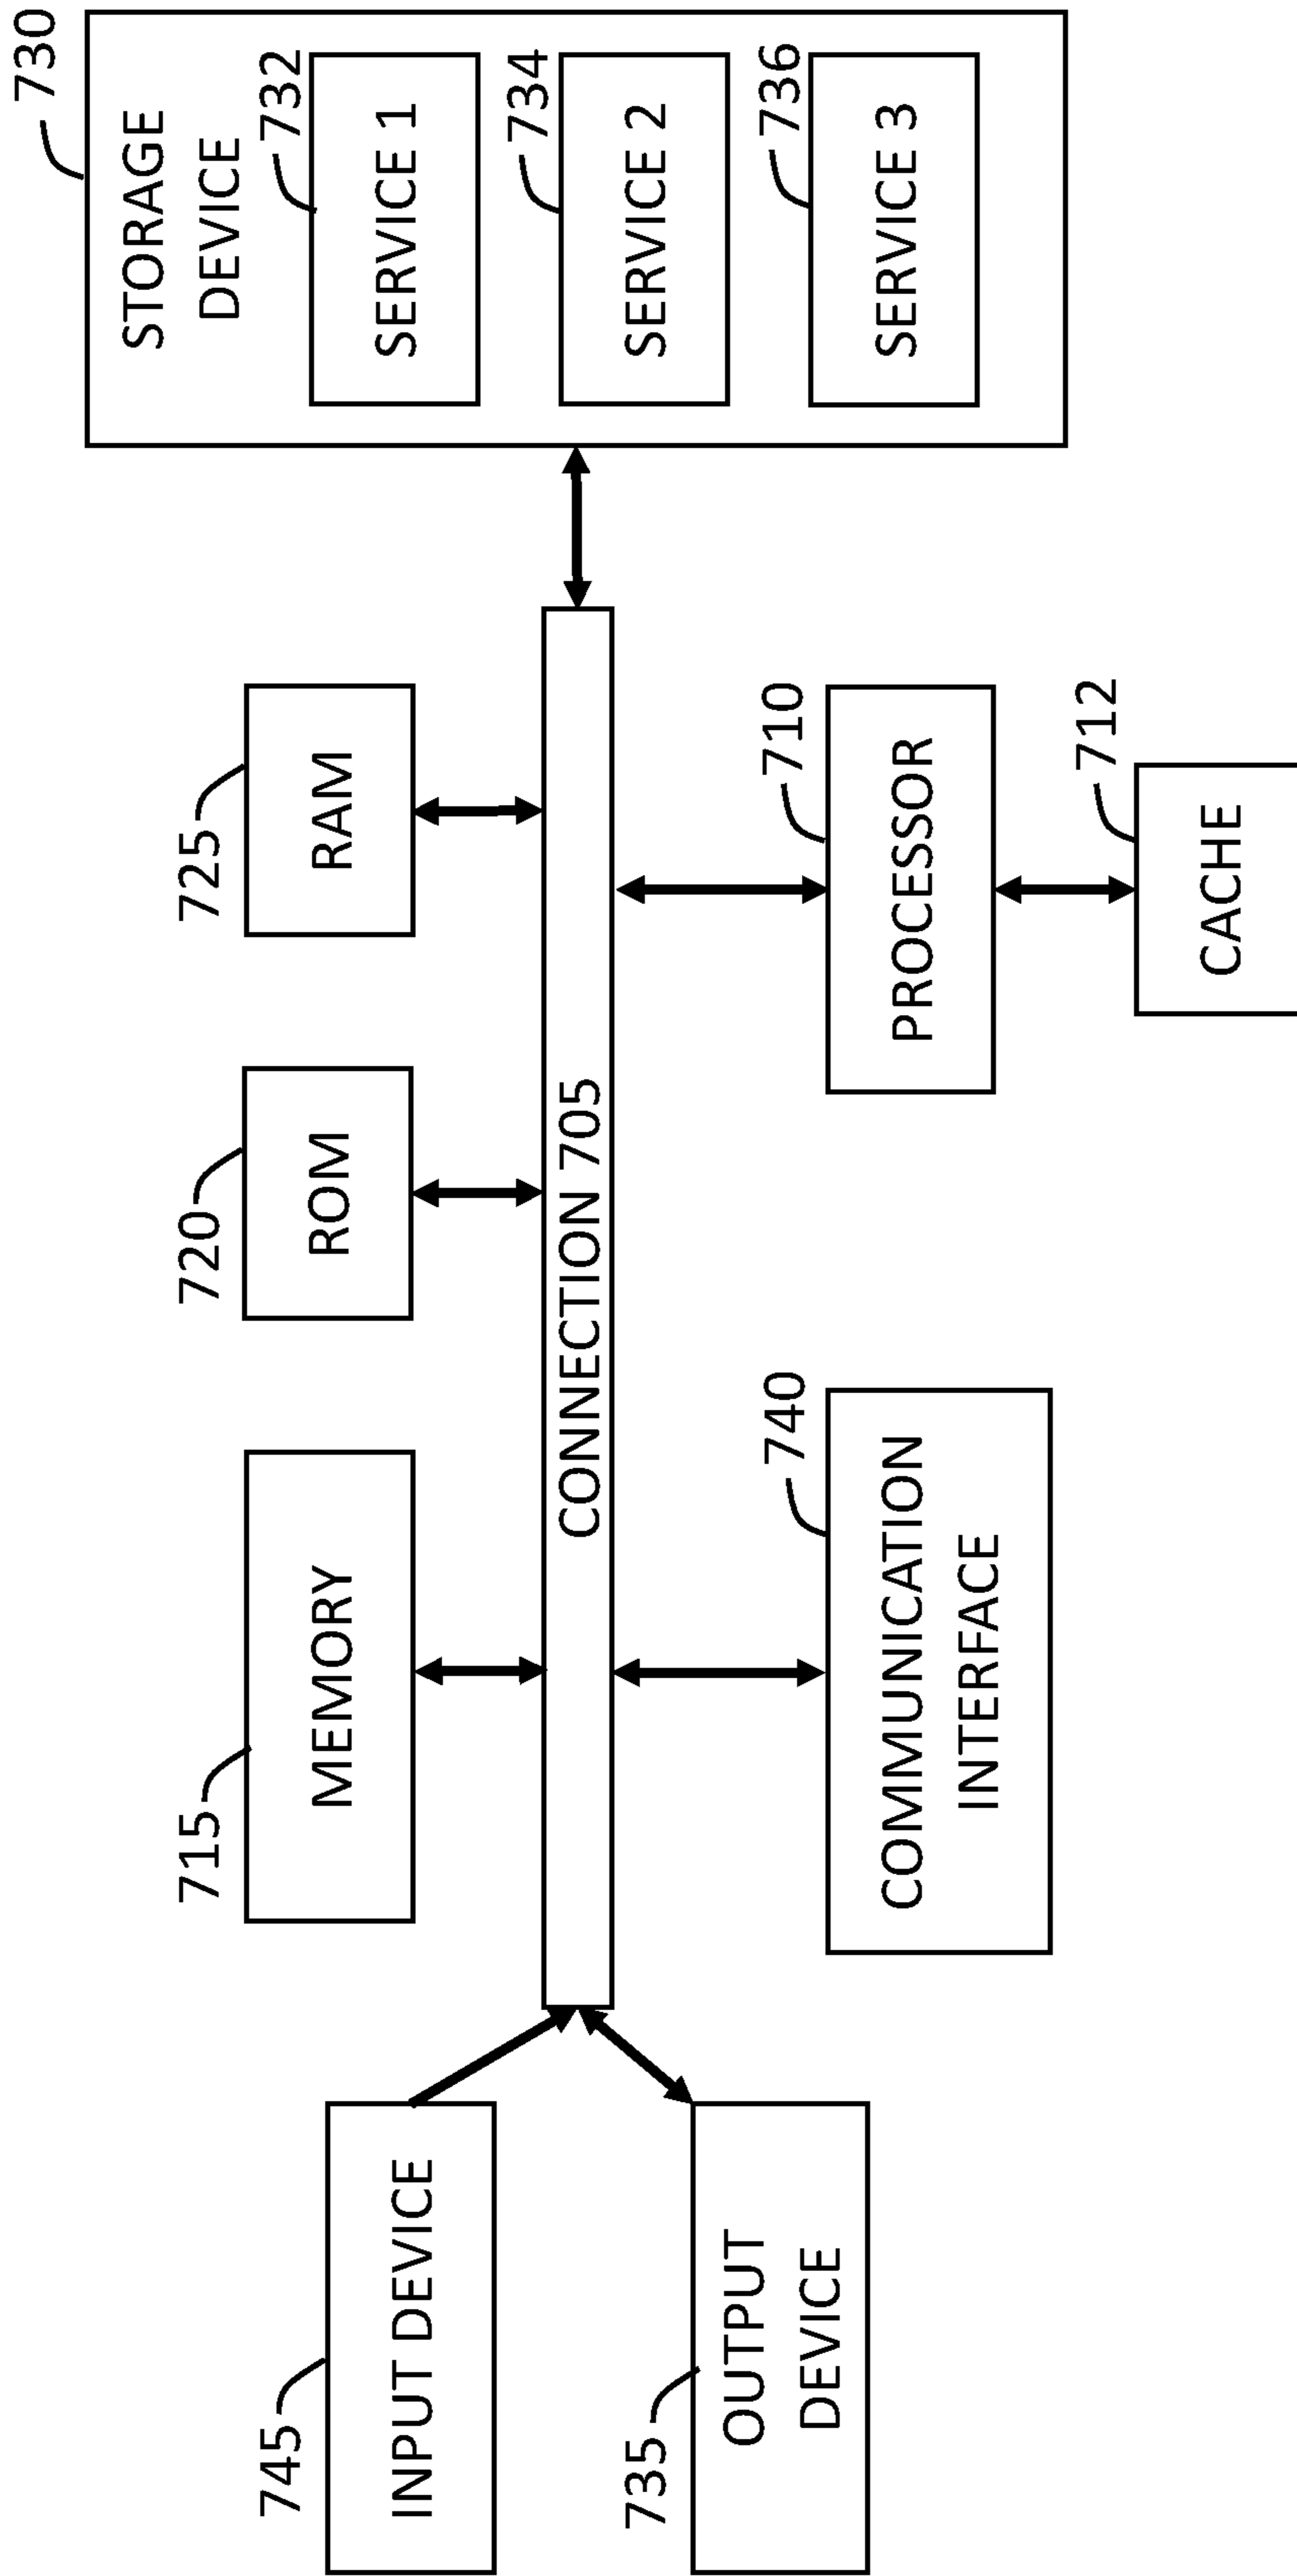 730
STORAGE
DEVICE
732
SERVICE 1
734
SERVICE 2
736
SERVICE 3
725
RAM
720
ROM
715
MEMORY
CONNECTION 705
745
INPUT DEVICE
735
OUTPUT
DEVICE
740
COMMUNICATION
INTERFACE
710
PROCESSOR
712
CACHE